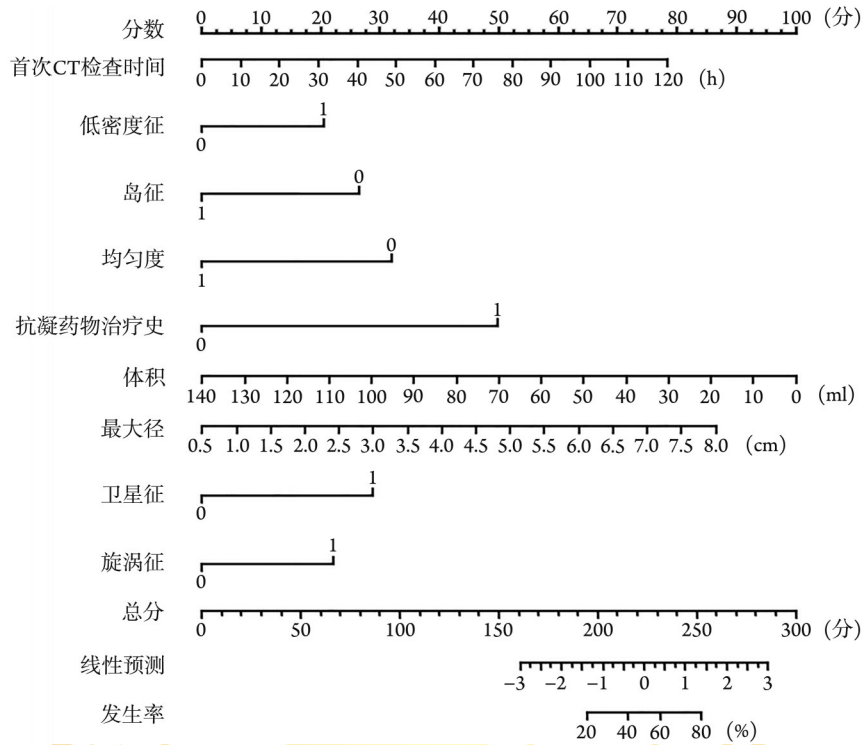 分数 0 10 20 30 40 50 60 70 80 90 100 (分)
首次CT检查时间 0 10 20 30 40 50 60 70 80 90 100 110 120 (h)
低密度征 0 1
岛征 1 0
均匀度 1 0
抗凝药物治疗史 0 1
体积 140 130 120 110 100 90 80 70 60 50 40 30 20 10 0 (ml)
最大径 0.5 1.0 1.5 2.0 2.5 3.0 3.5 4.0 4.5 5.0 5.5 6.0 6.5 7.0 7.5 8.0 (cm)
卫星征 0 1
旋涡征 0 1
总分 0 50 100 150 200 250 300 (分)
线性预测 −3 −2 −1 0 1 2 3
发生率 20 40 60 80 (%)